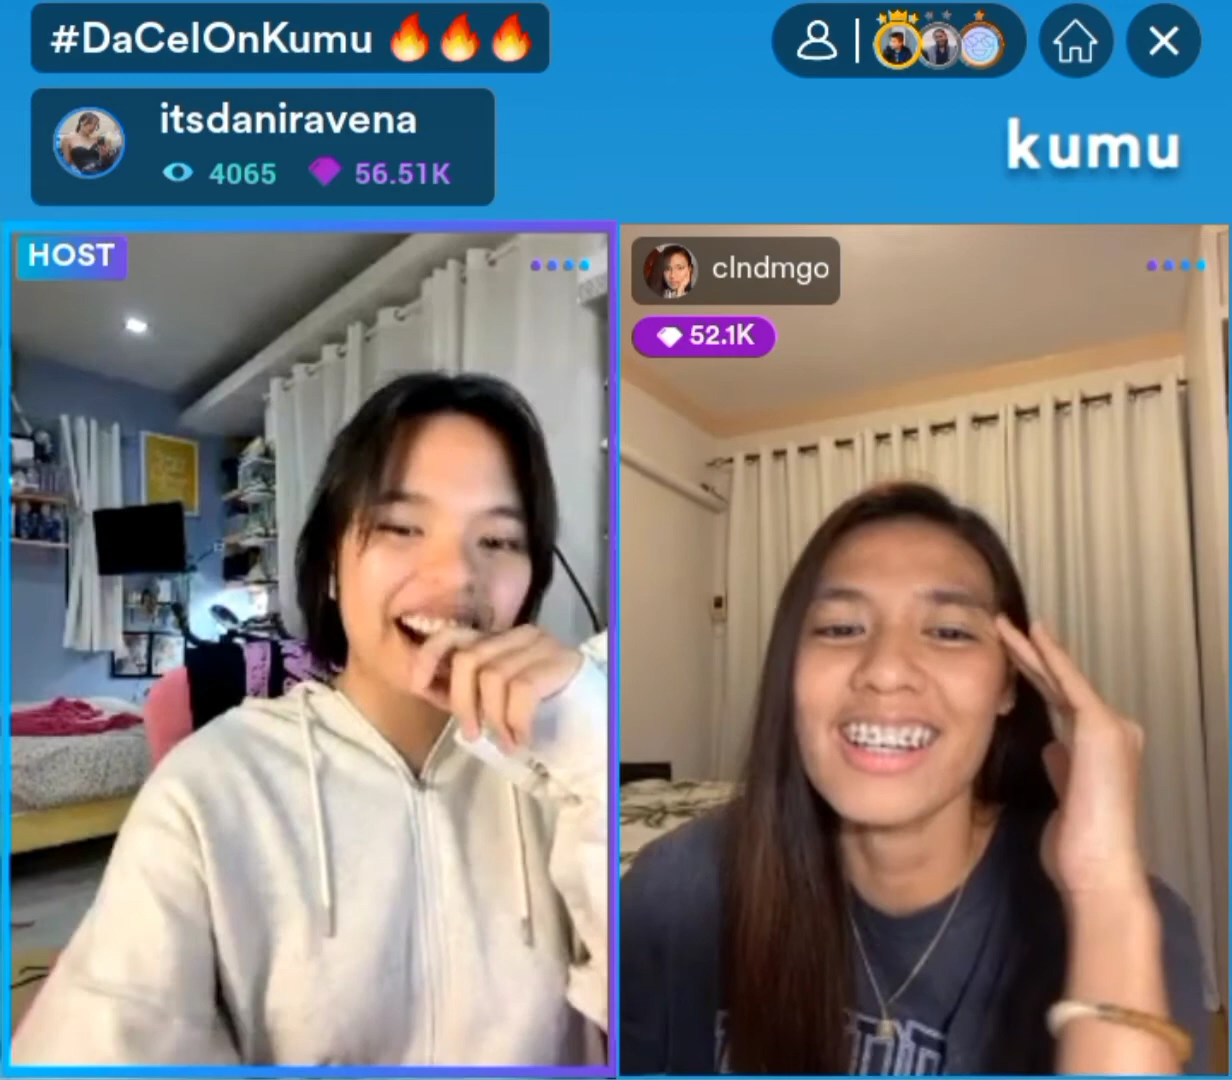 #DaCelOnKumu 🔥🔥🔥
itsdaniravena
4065 56.51K
kumu
HOST
clndmgo
52.1K